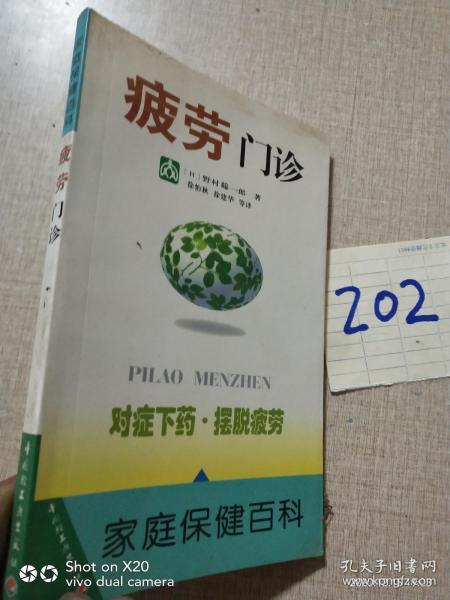 疲劳门诊
〔日〕野村総一郎 著
徐怡秋 徐建华 等译
PILAO MENZHEN
对症下药·摆脱疲劳
家庭保健百科
疲劳门诊
202
Shot on X20
vivo dual camera
孔夫子旧书网